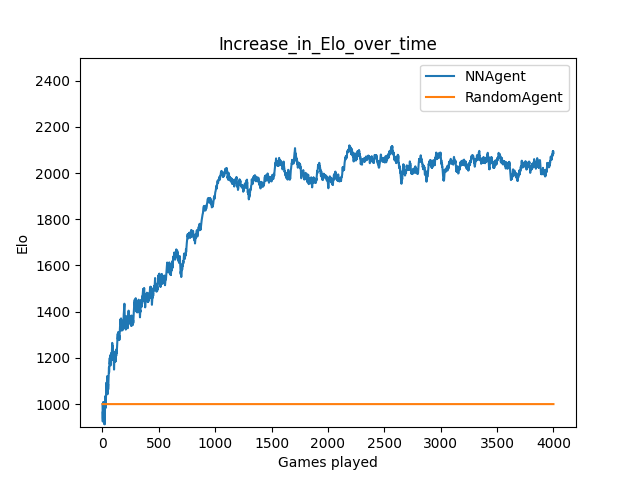 Increase_in_Elo_over_time
NNAgent
RandomAgent
2400
2200
2000
1800
1600
1400
1200
1000
Elo
0 500 1000 1500 2000 2500 3000 3500 4000
Games played